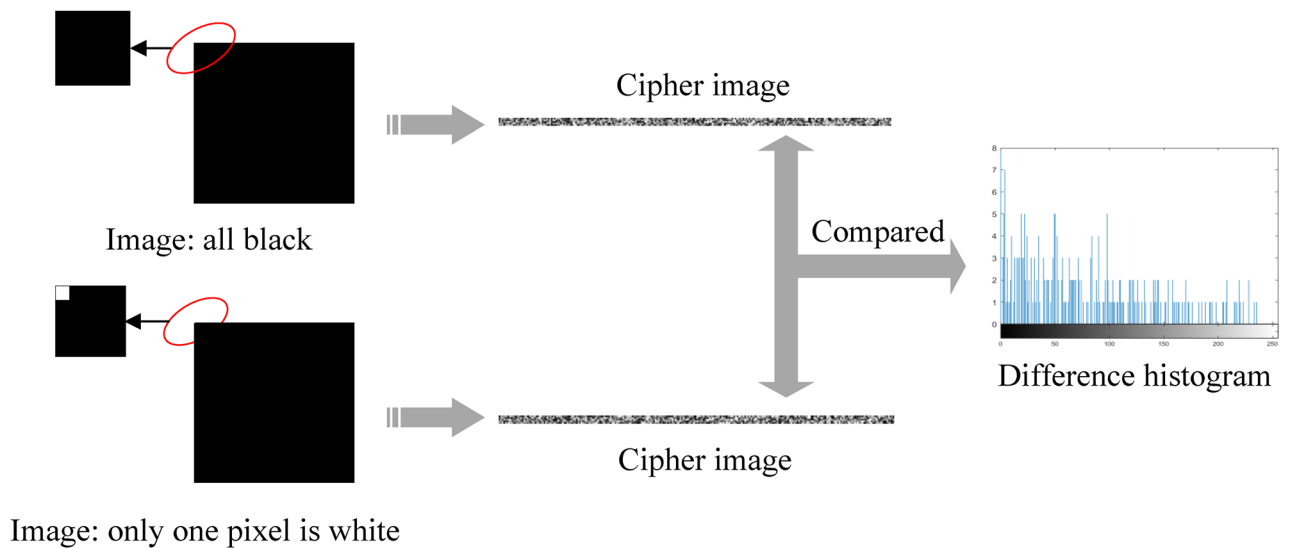 Cipher image
Image: all black
Compared
8
7
6
5
4
3
2
1
0
0 50 100 150 200 250
Difference histogram
Cipher image
Image: only one pixel is white